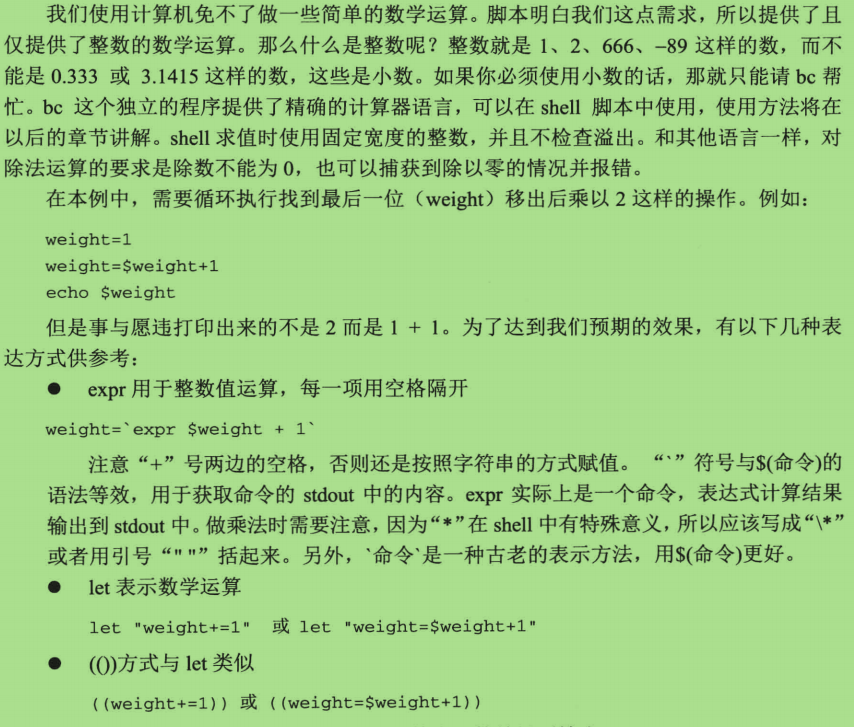 我们使用计算机免不了做一些简单的数学运算。脚本明白我们这点需求，所以提供了且
仅提供了整数的数学运算。那么什么是整数呢？整数就是 1、2、666、–89 这样的数，而不
能是 0.333 或 3.1415 这样的数，这些是小数。如果你必须使用小数的话，那就只能请 bc 帮
忙。bc 这个独立的程序提供了精确的计算器语言，可以在 shell 脚本中使用，使用方法将在
以后的章节讲解。shell 求值时使用固定宽度的整数，并且不检查溢出。和其他语言一样，对
除法运算的要求是除数不能为 0，也可以捕获到除以零的情况并报错。
在本例中，需要循环执行找到最后一位（weight）移出后乘以 2 这样的操作。例如：
weight=1
weight=$weight+1
echo $weight
但是事与愿违打印出来的不是 2 而是 1 + 1。为了达到我们预期的效果，有以下几种表
达方式供参考：
● expr 用于整数值运算，每一项用空格隔开
weight=`expr $weight + 1`
注意“+”号两边的空格，否则还是按照字符串的方式赋值。 “`”符号与$(命令)的
语法等效，用于获取命令的 stdout 中的内容。expr 实际上是一个命令，表达式计算结果
输出到 stdout 中。做乘法时需要注意，因为“*”在 shell 中有特殊意义，所以应该写成“\*”
或者用引号“" "”括起来。另外，`命令`是一种古老的表示方法，用$(命令)更好。
● let 表示数学运算
let "weight+=1" 或 let "weight=$weight+1"
● (())方式与 let 类似
((weight+=1)) 或 ((weight=$weight+1))